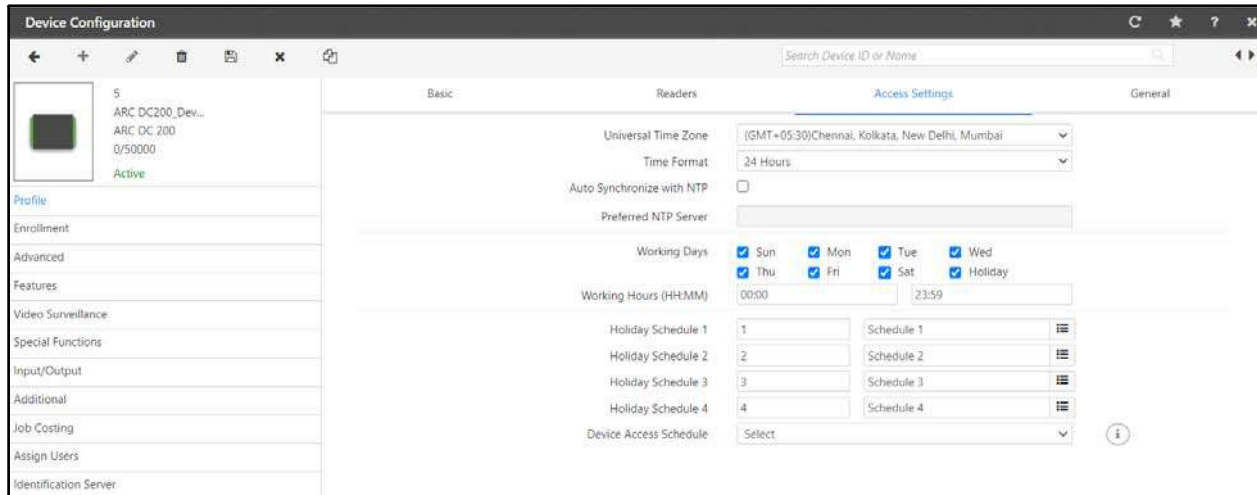 Device Configuration
Search Device ID or Name
5
ARC DC200_Dev...
ARC DC 200
0/50000
Active
Profile
Enrollment
Advanced
Features
Video Surveillance
Special Functions
Input/Output
Additional
Job Costing
Assign Users
Identification Server
Basic Readers Access Settings General
Universal Time Zone (GMT+05:30)Chennai, Kolkata, New Delhi, Mumbai
Time Format 24 Hours
Auto Synchronize with NTP
Preferred NTP Server
Working Days Sun Mon Tue Wed
Thu Fri Sat Holiday
Working Hours (HH:MM) 00:00 23:59
Holiday Schedule 1 1 Schedule 1
Holiday Schedule 2 2 Schedule 2
Holiday Schedule 3 3 Schedule 3
Holiday Schedule 4 4 Schedule 4
Device Access Schedule Select